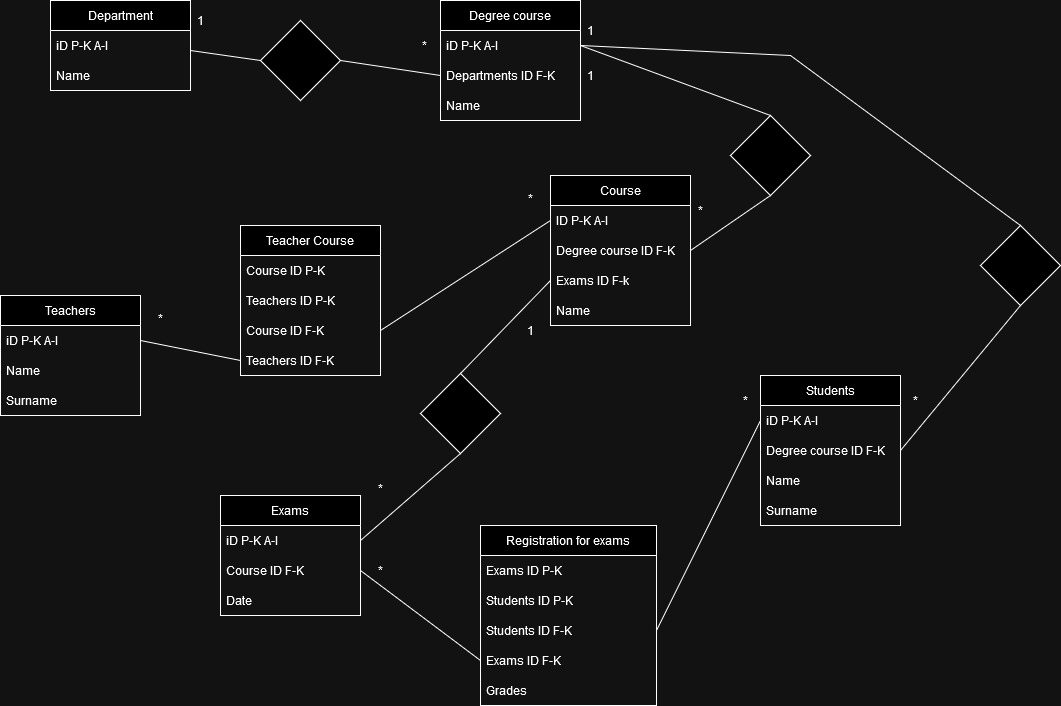 Department
iD P-K A-I
Name
1
*
Degree course
iD P-K A-I
Departments ID F-K
Name
1
1
*
Course
ID P-K A-I
Degree course ID F-K
Exams ID F-k
Name
*
1
Teacher Course
Course ID P-K
Teachers ID P-K
Course ID F-K
Teachers ID F-K
Teachers
iD P-K A-I
Name
Surname
*
*
Students
iD P-K A-I
Degree course ID F-K
Name
Surname
*
*
Exams
iD P-K A-I
Course ID F-K
Date
*
Registration for exams
Exams ID P-K
Students ID P-K
Students ID F-K
Exams ID F-K
Grades